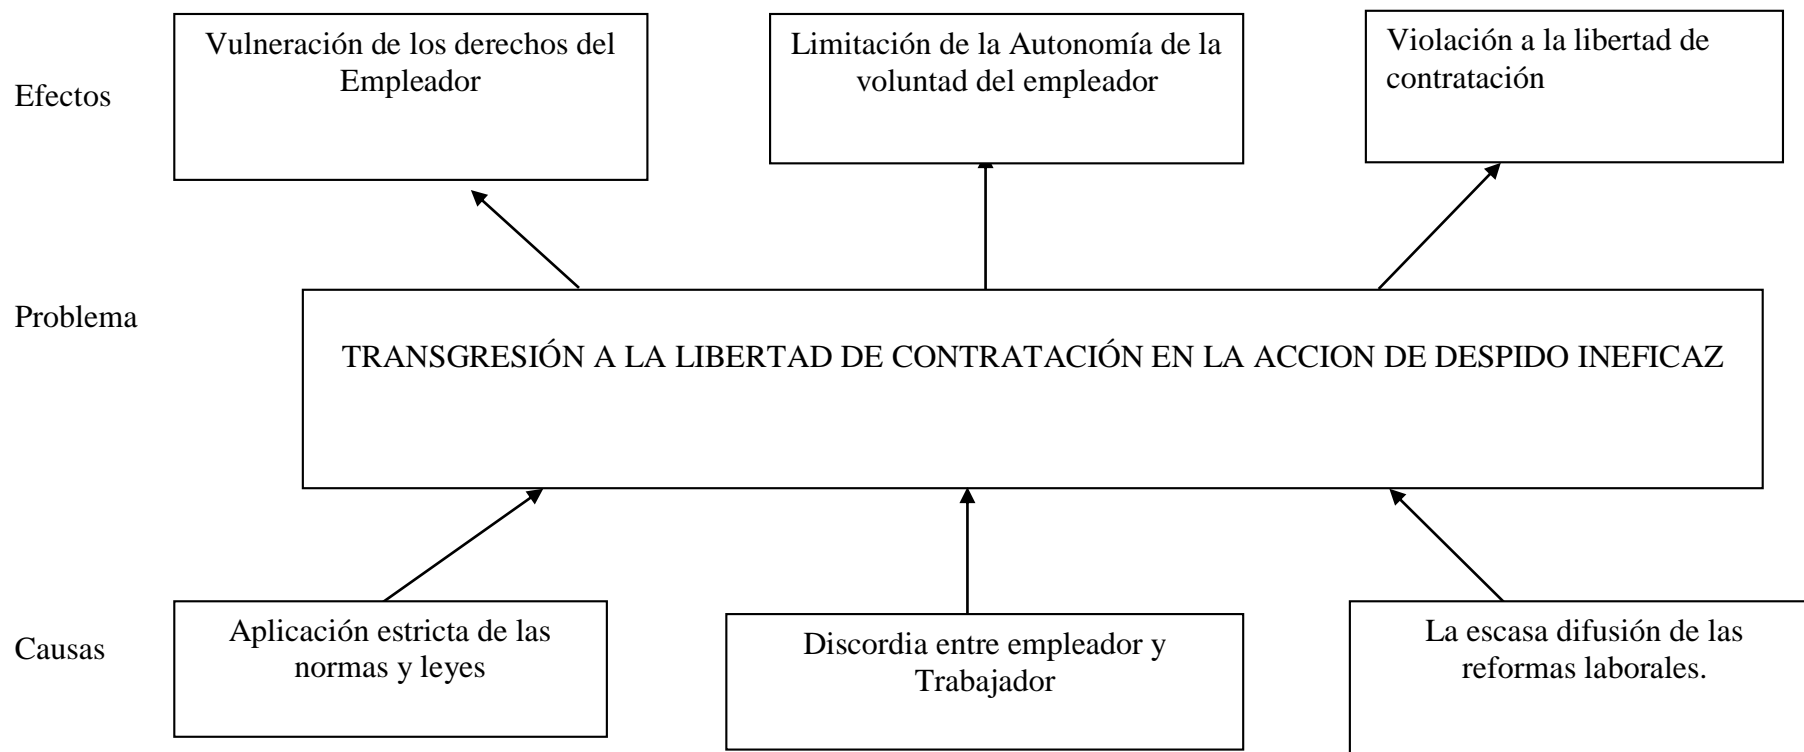 Efectos
Vulneración de los derechos del
Empleador
Limitación de la Autonomía de la
voluntad del empleador
Violación a la libertad de
contratación
Problema
TRANSGRESIÓN A LA LIBERTAD DE CONTRATACIÓN EN LA ACCION DE DESPIDO INEFICAZ
Causas
Aplicación estricta de las
normas y leyes
Discordia entre empleador y
Trabajador
La escasa difusión de las
reformas laborales.